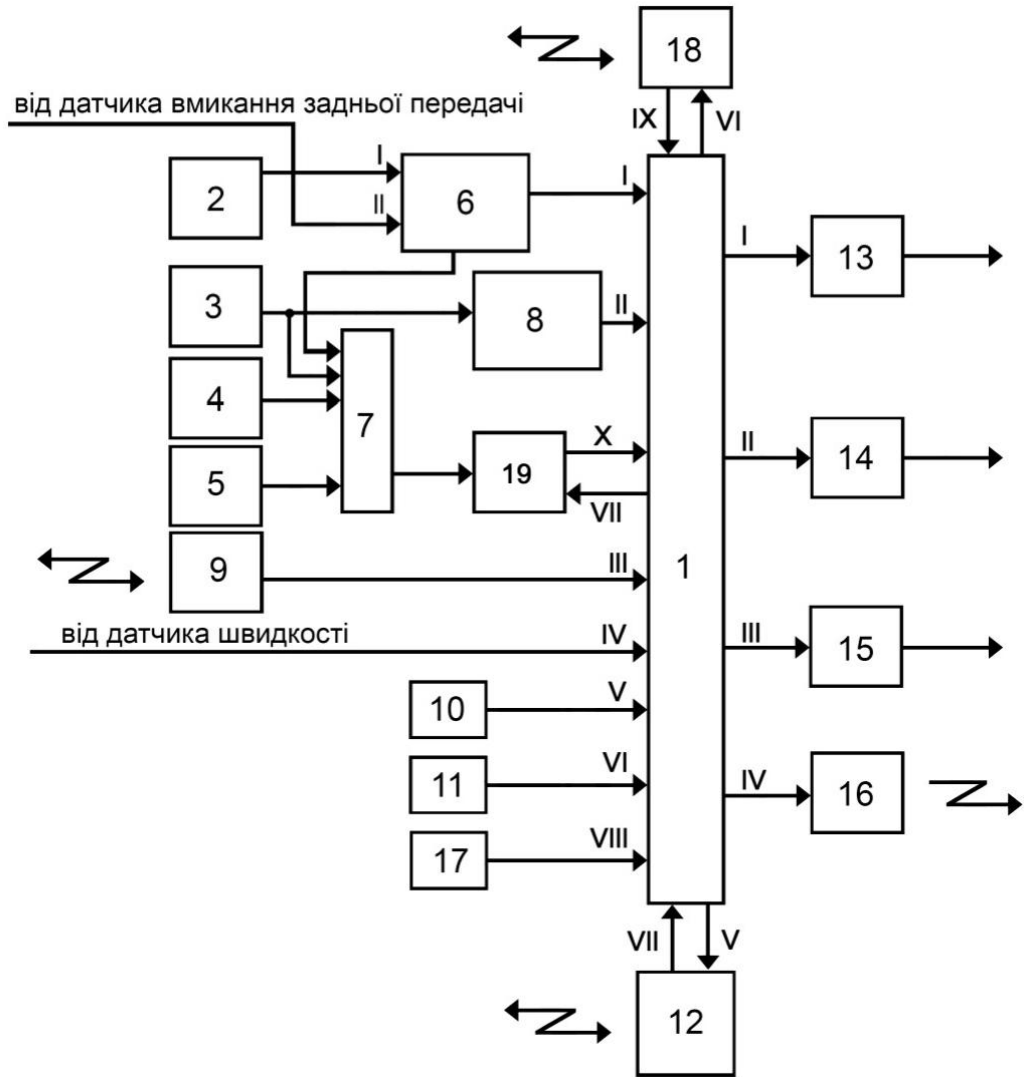 18
від датчика вмикання задньої передачі
IX
VI
I
2
II
6
I
I
13
3
8
II
4
7
X
II
14
5
19
VII
9
III
1
від датчика швидкості
IV
III
15
10
V
11
VI
IV
16
17
VIII
VII
V
12